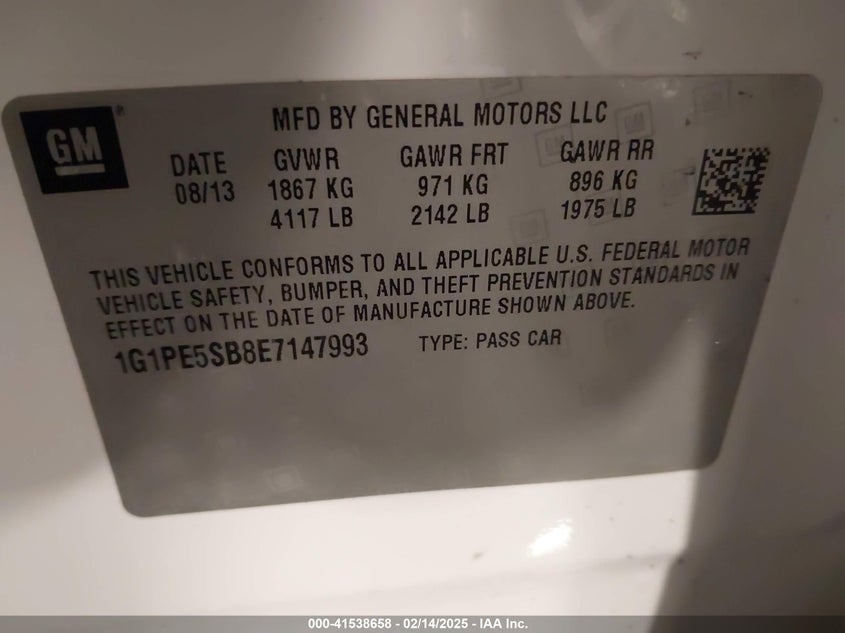 GM®
MFD BY GENERAL MOTORS LLC
DATE GVWR GAWR FRT GAWR RR
08/13 1867 KG 971 KG 896 KG
4117 LB 2142 LB 1975 LB
THIS VEHICLE CONFORMS TO ALL APPLICABLE U.S. FEDERAL MOTOR
VEHICLE SAFETY, BUMPER, AND THEFT PREVENTION STANDARDS IN
EFFECT ON THE DATE OF MANUFACTURE SHOWN ABOVE.
1G1PE5SB8E7147993 TYPE: PASS CAR
000-41538658 - 02/14/2025 - IAA Inc.